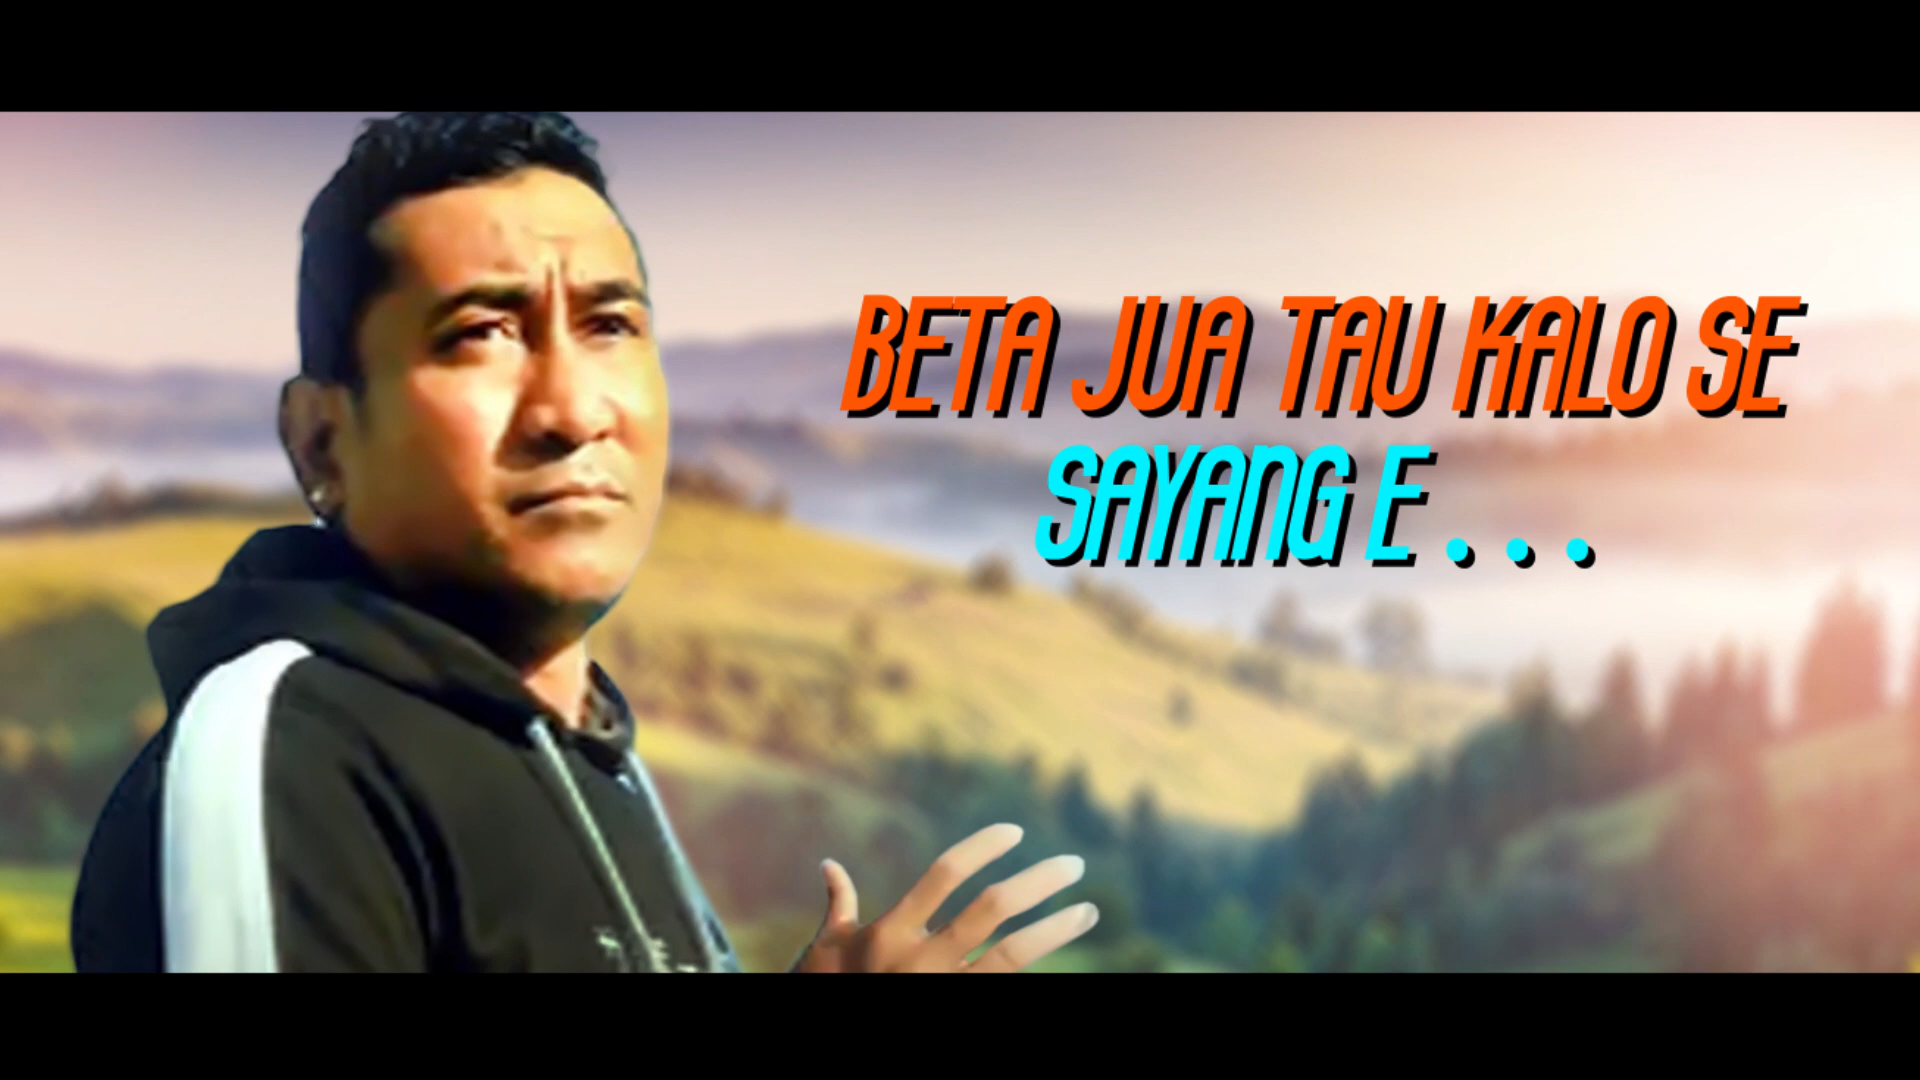 BETA JUA TAU KALO SE
SAYANG E . . .